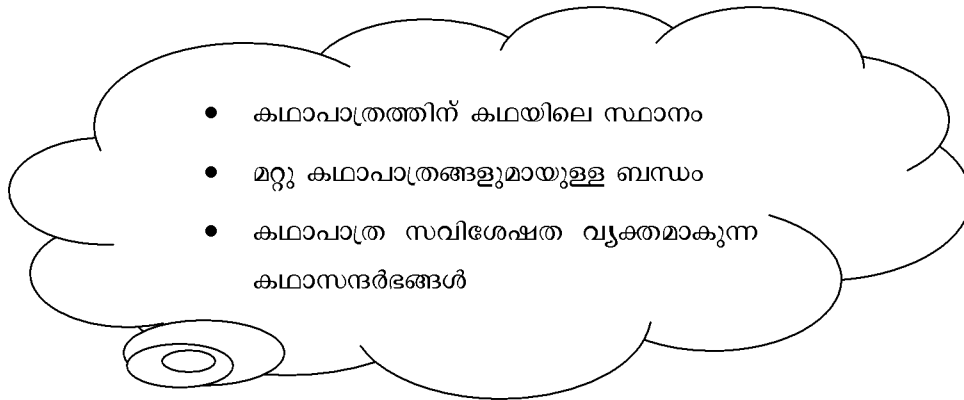 • കഥാപാത്രത്തിന് കഥയിലെ സ്ഥാനം
• മറ്റു കഥാപാത്രങ്ങളുമായുള്ള ബന്ധം
• കഥാപാത്ര സവിശേഷത വ്യക്തമാകുന്ന
കഥാസന്ദർഭങ്ങൾ